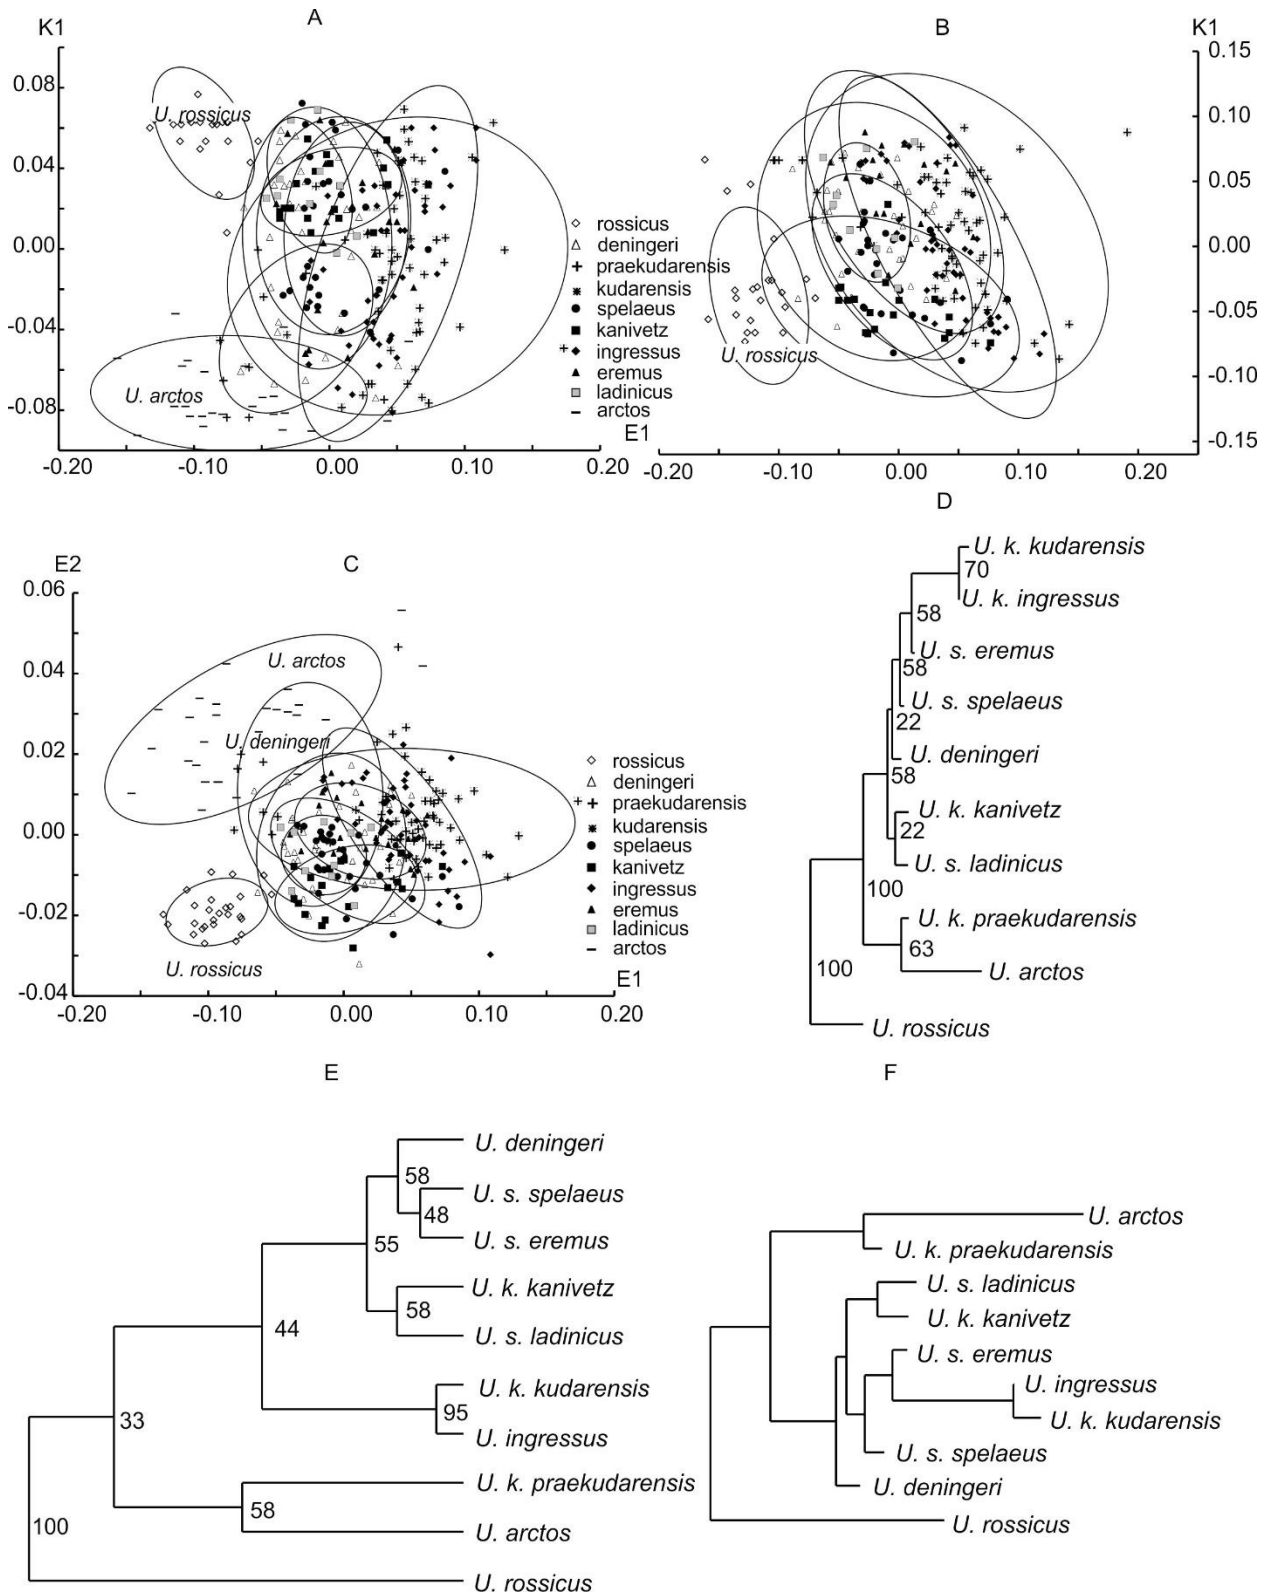 A
B
K1
K1
0.08
0.04
0.00
-0.04
-0.08
U. rossicus
U. arctos
-0.20
-0.10
0.00
0.10
0.20
E1
rossicus
deningeri
praekudarensis
kudarensis
spelaeus
kanivetz
ingressus
eremus
ladinicus
arctos
0.15
0.10
0.05
0.00
-0.05
-0.10
-0.15
U. rossicus
-0.20
-0.10
0.00
0.10
0.20
C
E2
0.06
0.04
0.02
0.00
-0.02
-0.04
U. arctos
U. deningeri
U. rossicus
-0.20
-0.10
0.00
0.10
0.20
E1
rossicus
deningeri
praekudarensis
kudarensis
spelaeus
kanivetz
ingressus
eremus
ladinicus
arctos
D
U. k. kudarensis
70
U. k. ingressus
58
U. s. eremus
58
U. s. spelaeus
22
U. deningeri
58
U. k. kanivetz
22
U. s. ladinicus
100
U. k. praekudarensis
63
U. arctos
100
U. rossicus
E
U. deningeri
58
U. s. spelaeus
48
U. s. eremus
55
U. k. kanivetz
58
U. s. ladinicus
44
U. k. kudarensis
95
U. ingressus
33
U. k. praekudarensis
58
U. arctos
100
U. rossicus
F
U. arctos
U. k. praekudarensis
U. s. ladinicus
U. k. kanivetz
U. s. eremus
U. ingressus
U. k. kudarensis
U. s. spelaeus
U. deningeri
U. rossicus